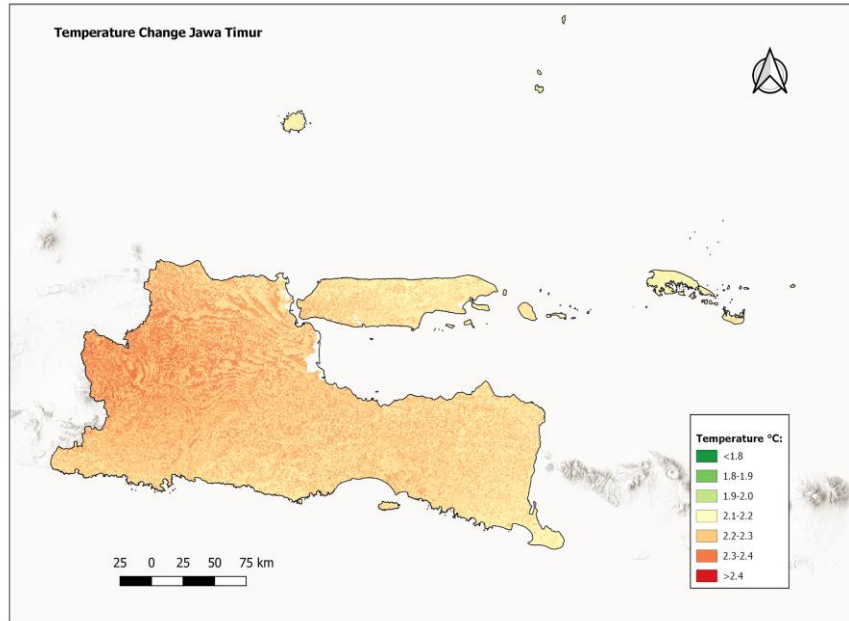 Temperature Change Jawa Timur
Temperature °C:
<1.8
1.8-1.9
1.9-2.0
2.1-2.2
2.2-2.3
2.3-2.4
>2.4
25 0 25 50 75 km